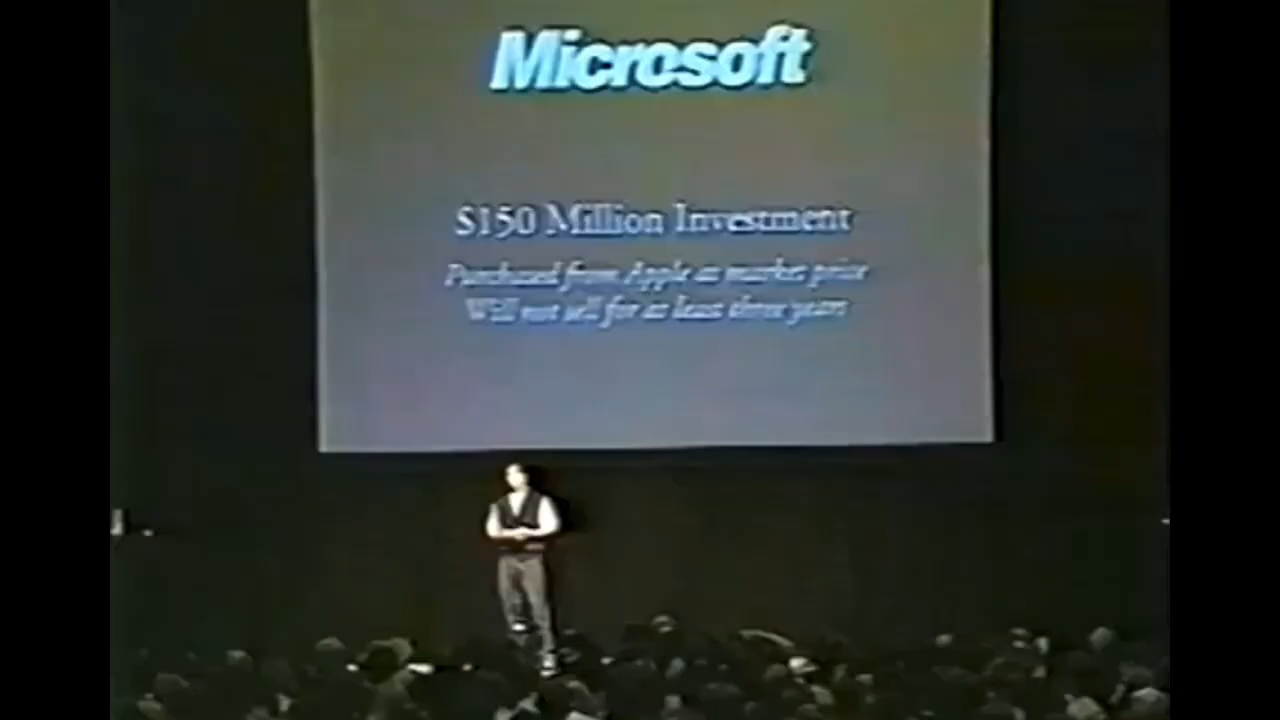 Microsoft
$150 Million Investment
Purchased from Apple at market price
Will not sell for at least three years